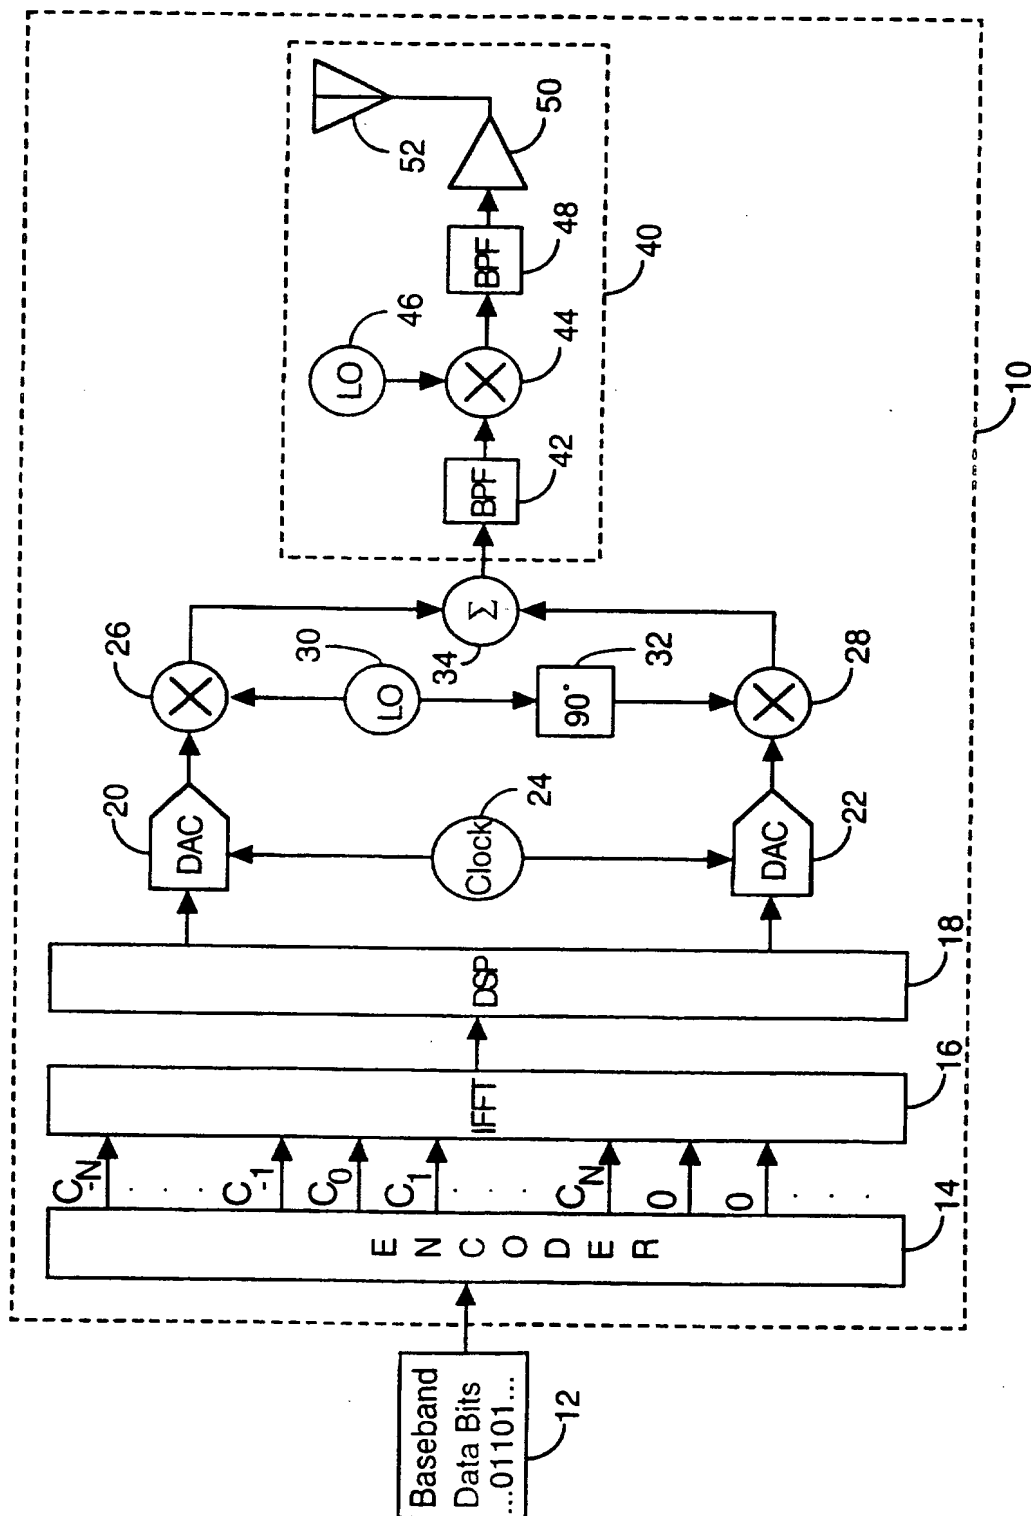 Baseband
Data Bits
...01101...
12
ENCODER
14
C-N
C-1
C0
C1
CN
0
0
IFFT
16
DSP
18
DAC
20
Clock
24
DAC
22
26
LO
30
90°
32
28
Σ
34
BPF
42
LO
46
44
BPF
48
50
52
40
10